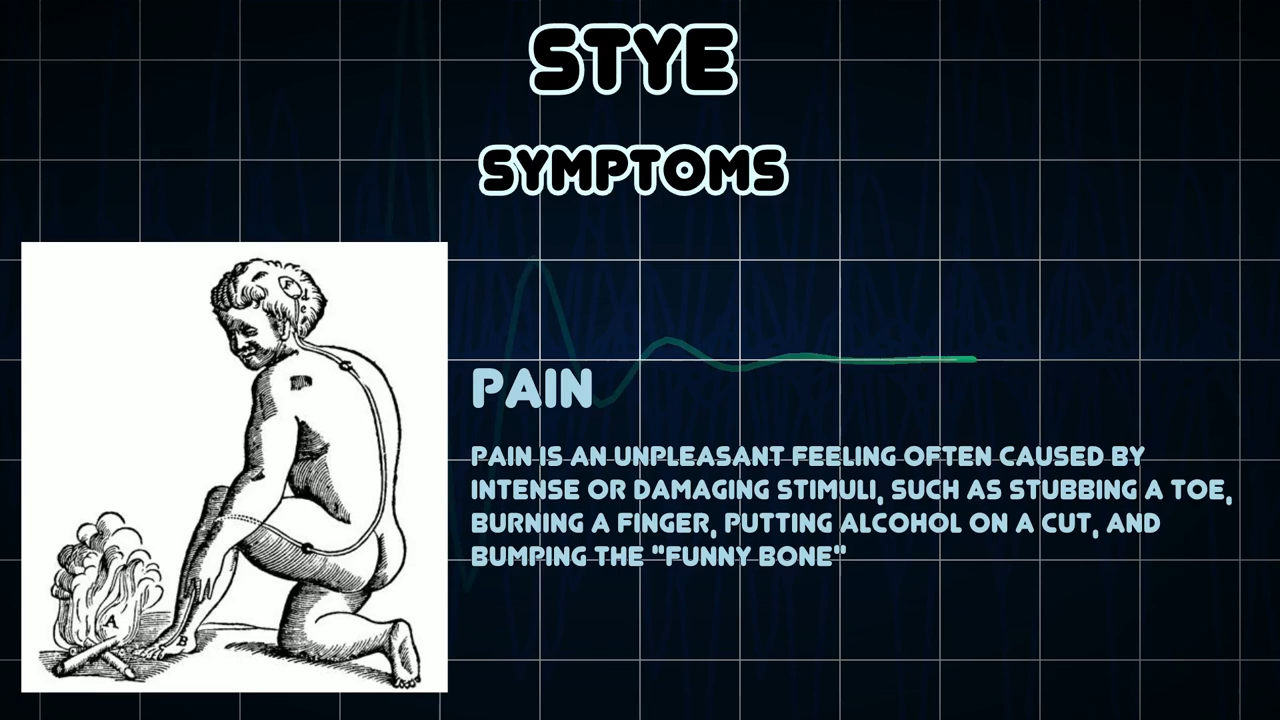 STYE
SYMPTOMS
PAIN
PAIN IS AN UNPLEASANT FEELING OFTEN CAUSED BY
INTENSE OR DAMAGING STIMULI, SUCH AS STUBBING A TOE,
BURNING A FINGER, PUTTING ALCOHOL ON A CUT, AND
BUMPING THE "FUNNY BONE"
F
A
B